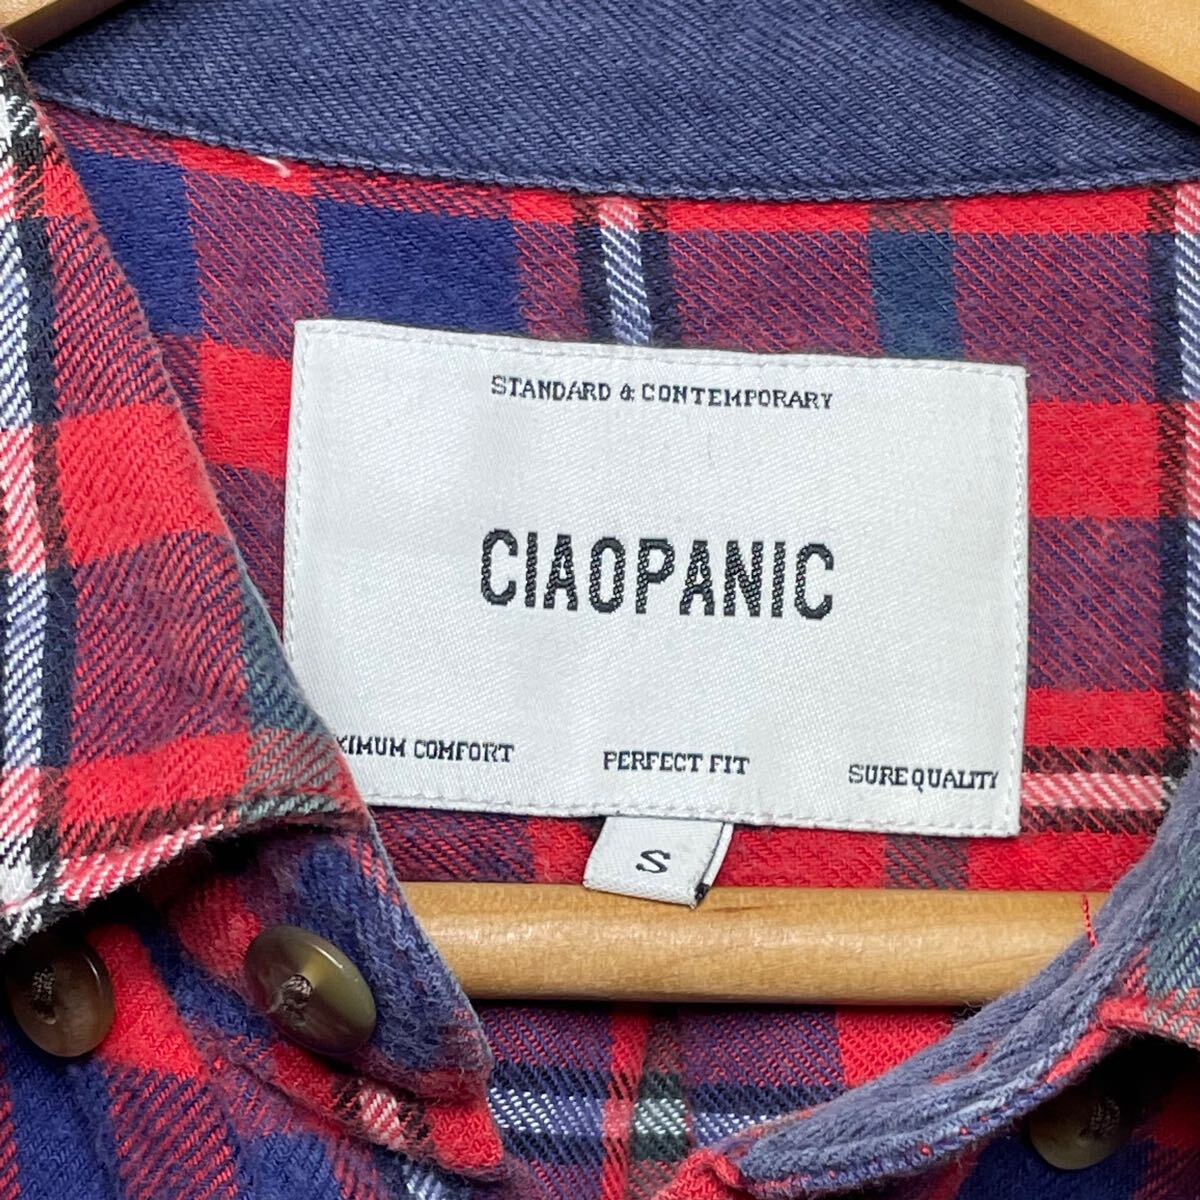 STANDARD & CONTEMPORARY
CIAOPANIC
XIMUM COMFORT
PERFECT FIT
SURE QUALITY
S